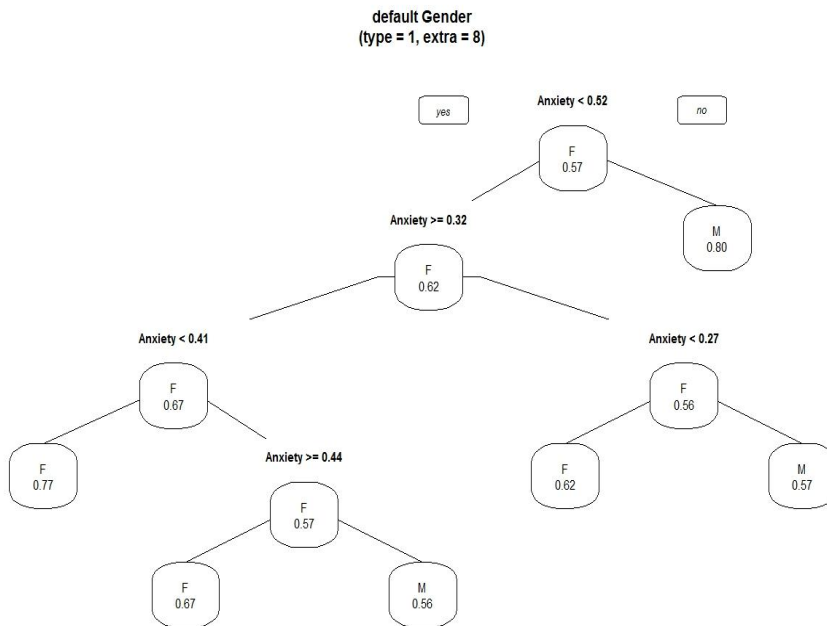 default Gender
(type = 1, extra = 8)
Anxiety < 0.52
yes
no
F
0.57
M
0.80
Anxiety >= 0.32
F
0.62
Anxiety < 0.41
Anxiety < 0.27
F
0.67
F
0.56
F
0.77
Anxiety >= 0.44
F
0.62
M
0.57
F
0.57
F
0.67
M
0.56